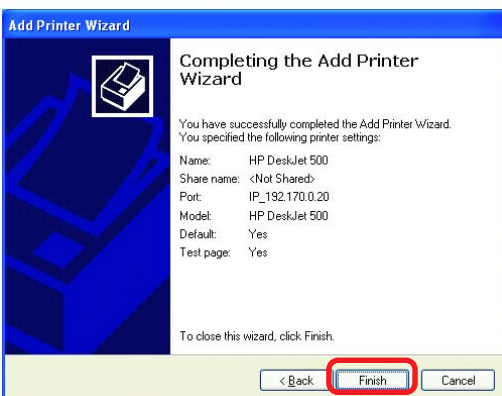 Add Printer Wizard
Completing the Add Printer
Wizard
You have successfully completed the Add Printer Wizard.
You specified the following printer settings:
Name: HP DeskJet 500
Share name: <Not Shared>
Port: IP_192.170.0.20
Model: HP DeskJet 500
Default: Yes
Test page: Yes
To close this wizard, click Finish.
< Back Finish Cancel